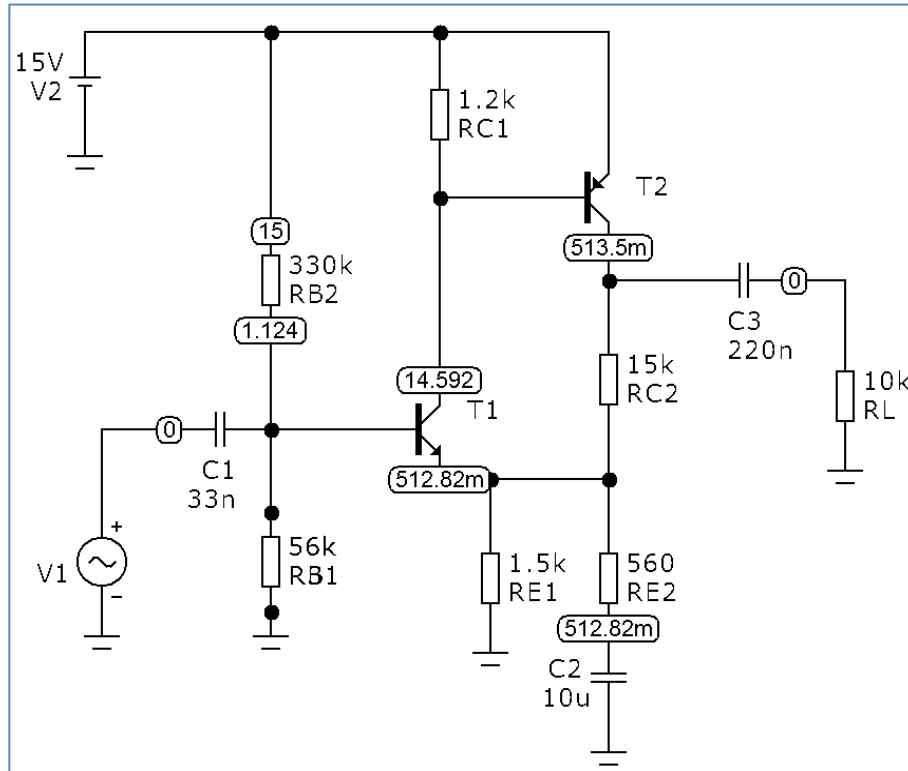 15V
V2
1.2k
RC1
T2
15
330k
RB2
1.124
513.5m
0
C3
220n
15k
RC2
10k
RL
14.592
T1
0
C1
33n
512.82m
V1
+
–
56k
RB1
1.5k
RE1
560
RE2
512.82m
C2
10u